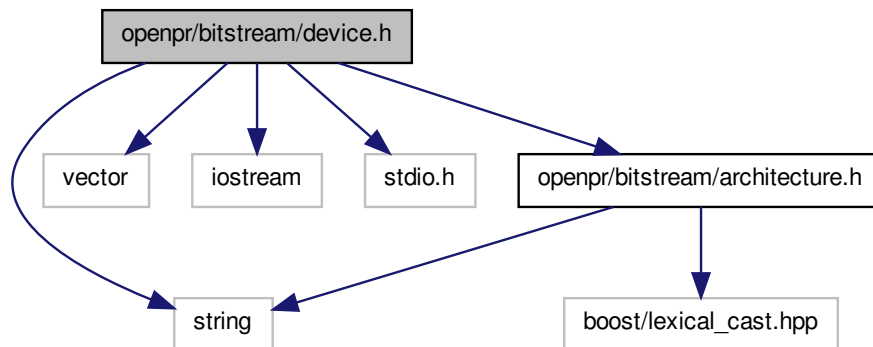 openpr/bitstream/device.h
vector
iostream
stdio.h
openpr/bitstream/architecture.h
string
boost/lexical_cast.hpp